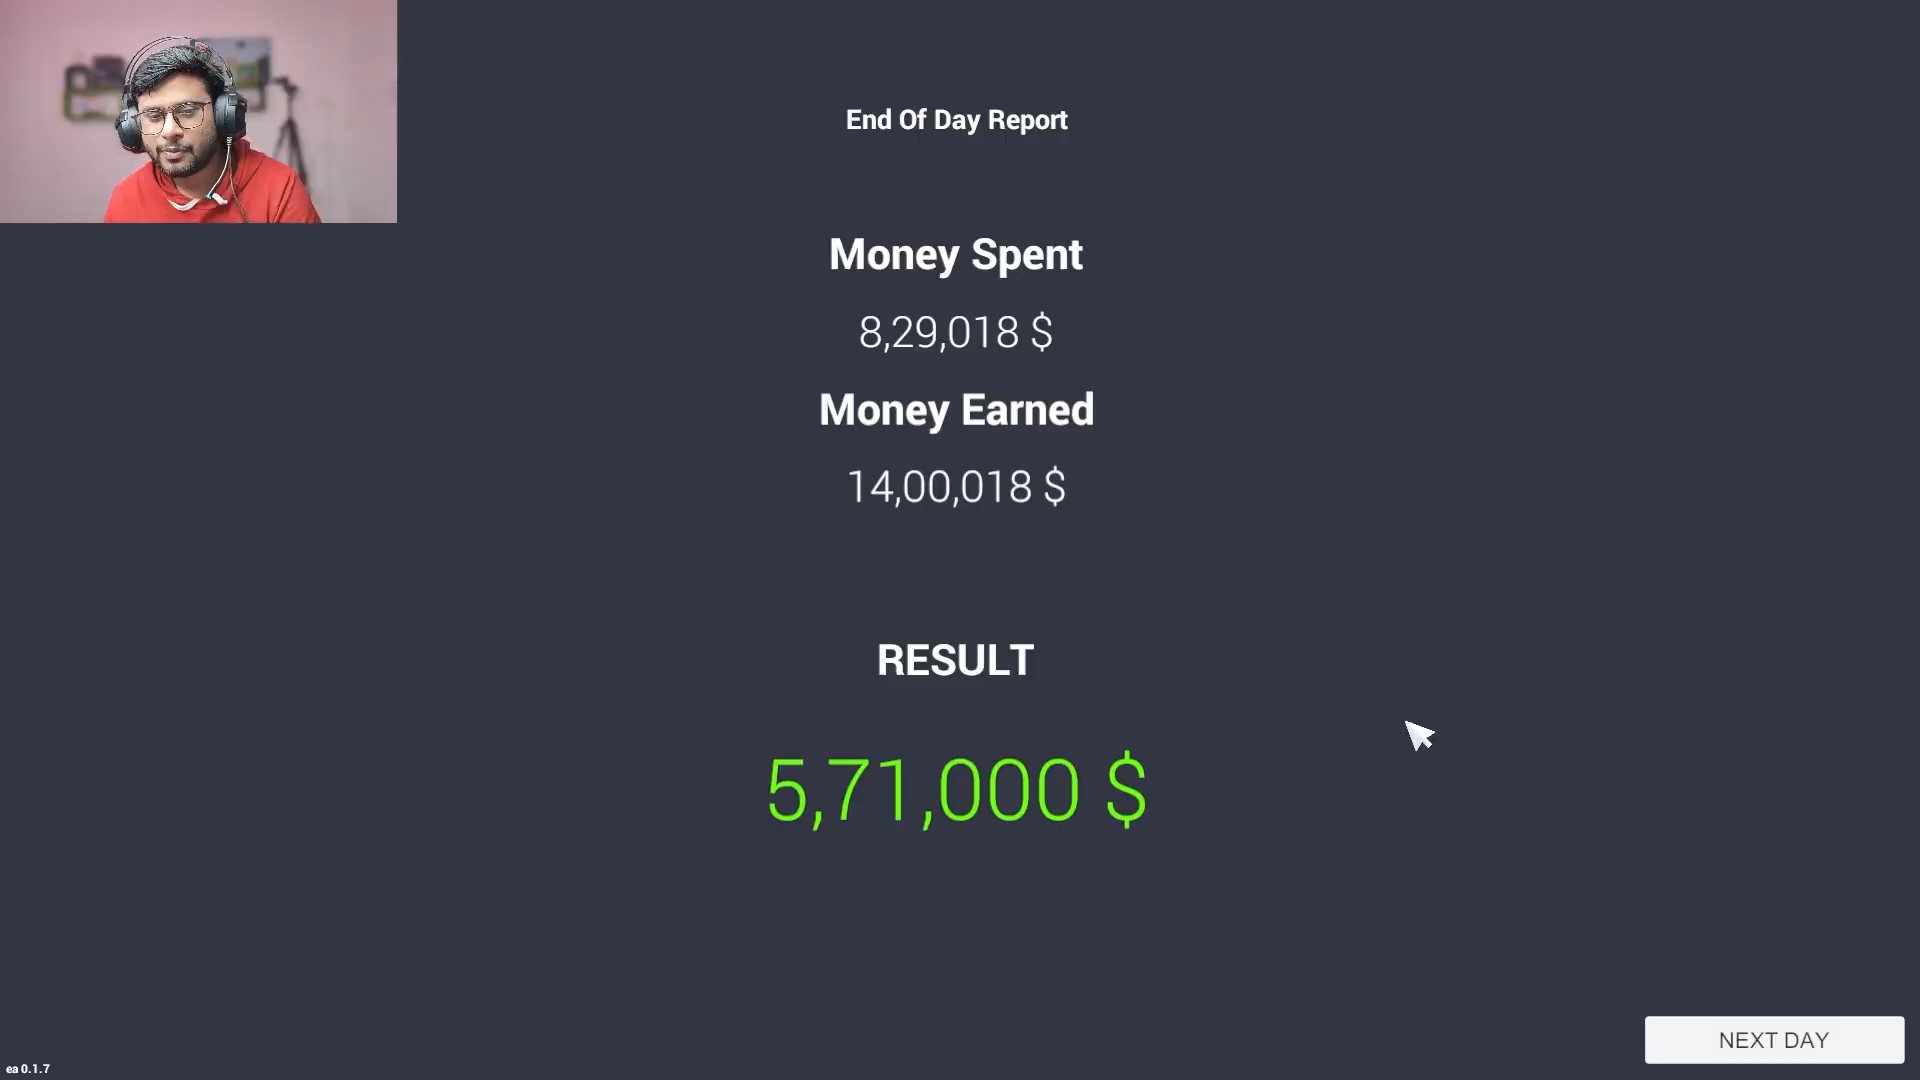 End Of Day Report
Money Spent
8,29,018 $
Money Earned
14,00,018 $
RESULT
5,71,000 $
NEXT DAY
ea 0.1.7